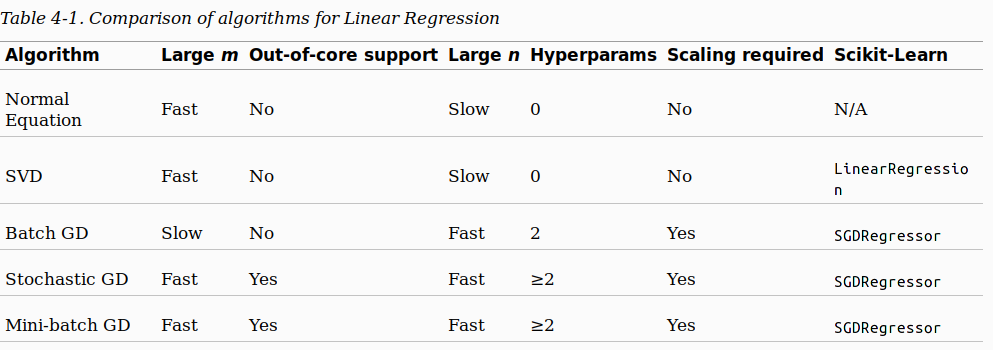 Table 4-1. Comparison of algorithms for Linear Regression
Algorithm Large m Out-of-core support Large n Hyperparams Scaling required Scikit-Learn
Normal
Equation Fast No Slow 0 No N/A
SVD Fast No Slow 0 No LinearRegressio
n
Batch GD Slow No Fast 2 Yes SGDRegressor
Stochastic GD Fast Yes Fast ≥2 Yes SGDRegressor
Mini-batch GD Fast Yes Fast ≥2 Yes SGDRegressor